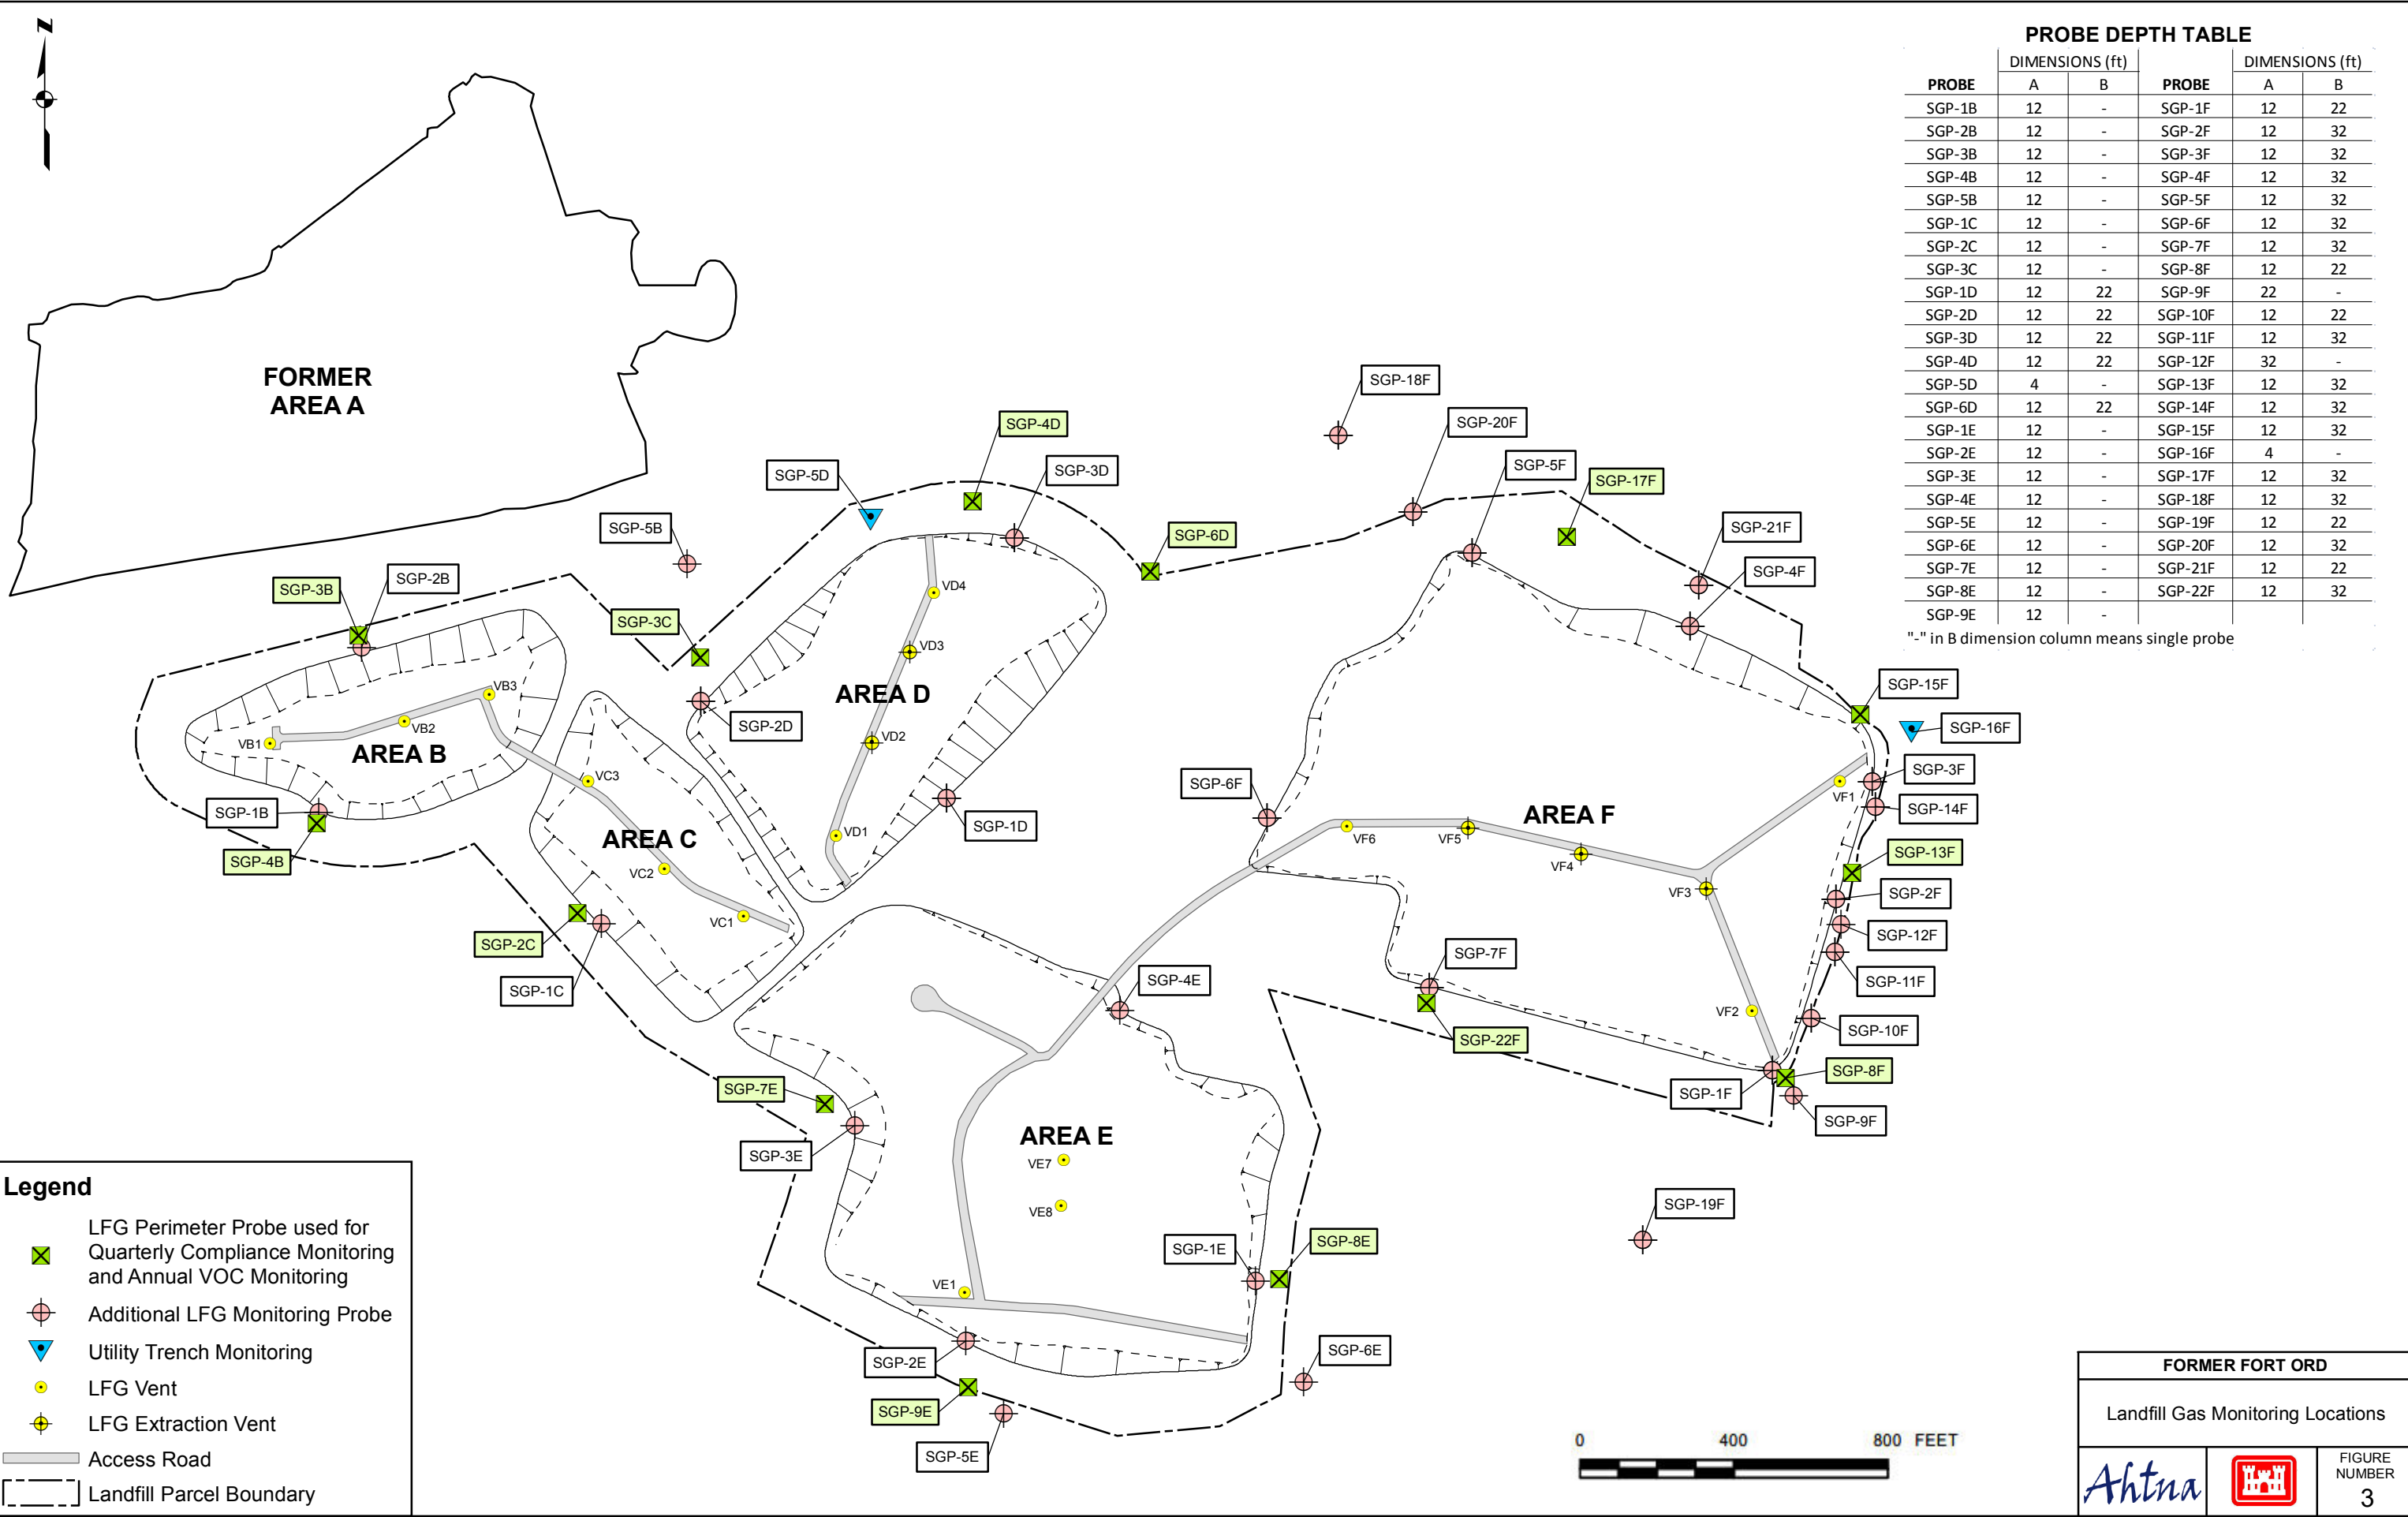 N
PROBE DEPTH TABLE
DIMENSIONS (ft) DIMENSIONS (ft)
PROBE A B PROBE A B
SGP-1B 12 - SGP-1F 12 22
SGP-2B 12 - SGP-2F 12 32
SGP-3B 12 - SGP-3F 12 32
SGP-4B 12 - SGP-4F 12 32
SGP-5B 12 - SGP-5F 12 32
SGP-1C 12 - SGP-6F 12 32
SGP-2C 12 - SGP-7F 12 32
SGP-3C 12 - SGP-8F 12 22
SGP-1D 12 22 SGP-9F 22 -
SGP-2D 12 22 SGP-10F 12 22
SGP-3D 12 22 SGP-11F 12 32
SGP-4D 12 22 SGP-12F 32 -
SGP-5D 4 - SGP-13F 12 32
SGP-6D 12 22 SGP-14F 12 32
SGP-1E 12 - SGP-15F 12 32
SGP-2E 12 - SGP-16F 4 -
SGP-3E 12 - SGP-17F 12 32
SGP-4E 12 - SGP-18F 12 32
SGP-5E 12 - SGP-19F 12 22
SGP-6E 12 - SGP-20F 12 32
SGP-7E 12 - SGP-21F 12 22
SGP-8E 12 - SGP-22F 12 32
SGP-9E 12 -
"-" in B dimension column means single probe
FORMER
AREA A
SGP-18F
SGP-20F
SGP-4D
SGP-3D
SGP-5D
SGP-5F
SGP-17F
SGP-5B
SGP-6D
SGP-21F
SGP-4F
SGP-2B
SGP-3B
SGP-3C
VD4
VD3
AREA D
SGP-2D
VD2
VB3
VB2
VB1
AREA B
SGP-15F
SGP-16F
SGP-3F
VF1
SGP-14F
VC3
SGP-6F
SGP-1B
SGP-1D
AREA F
VD1
AREA C
VF6
VF5
VF4
SGP-13F
SGP-4B
VC2
VF3
SGP-2F
VC1
SGP-2C
SGP-12F
SGP-7F
SGP-4E
SGP-11F
SGP-1C
VF2
SGP-10F
SGP-22F
SGP-8F
SGP-7E
SGP-1F
SGP-9F
AREA E
SGP-3E
VE7
VE8
SGP-19F
SGP-1E
SGP-8E
VE1
SGP-6E
SGP-2E
SGP-9E
SGP-5E
Legend
LFG Perimeter Probe used for
Quarterly Compliance Monitoring
and Annual VOC Monitoring
Additional LFG Monitoring Probe
Utility Trench Monitoring
LFG Vent
LFG Extraction Vent
Access Road
Landfill Parcel Boundary
0 400 800 FEET
FORMER FORT ORD
Landfill Gas Monitoring Locations
Ahtna
FIGURE
NUMBER
3